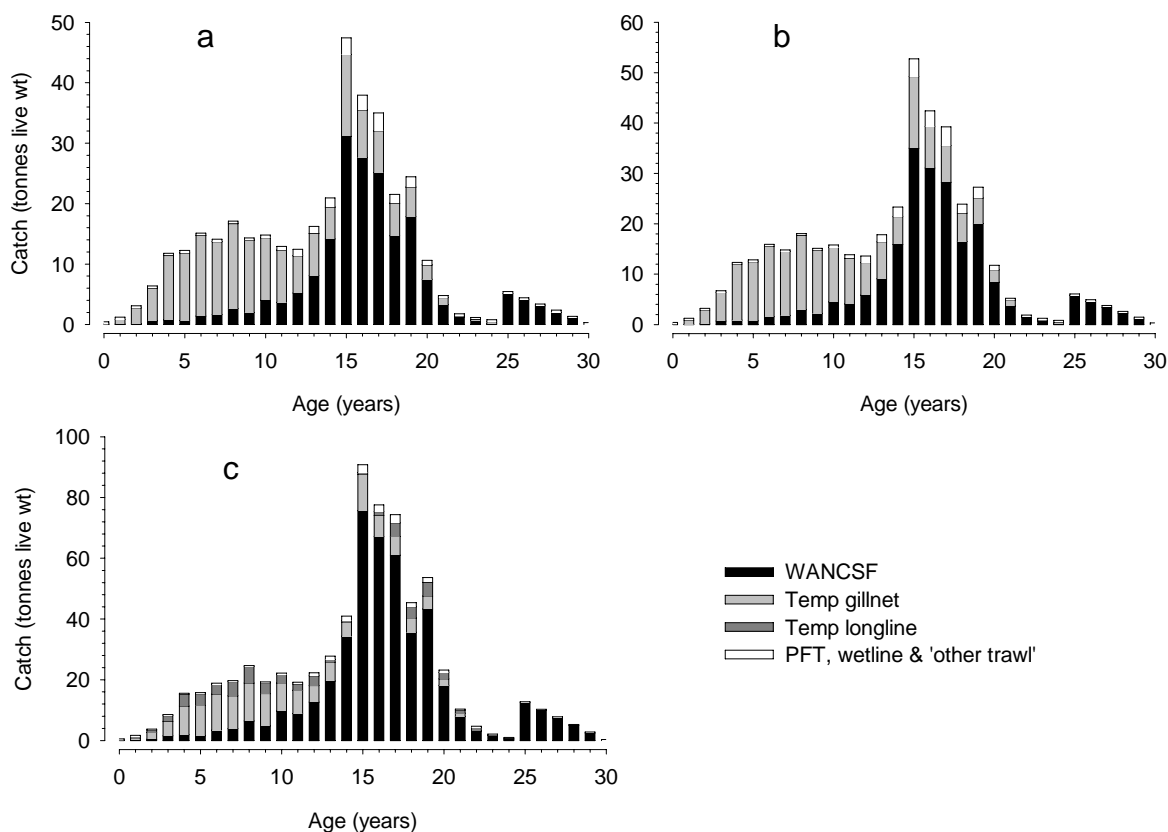 a
Catch (tonnes live wt)
50
40
30
20
10
0
0 5 10 15 20 25 30
Age (years)
b
60
50
40
30
20
10
0
0 5 10 15 20 25 30
Age (years)
c
Catch (tonnes live wt)
100
80
60
40
20
0
0 5 10 15 20 25 30
Age (years)
WANCSF
Temp gillnet
Temp longline
PFT, wetline & 'other trawl'